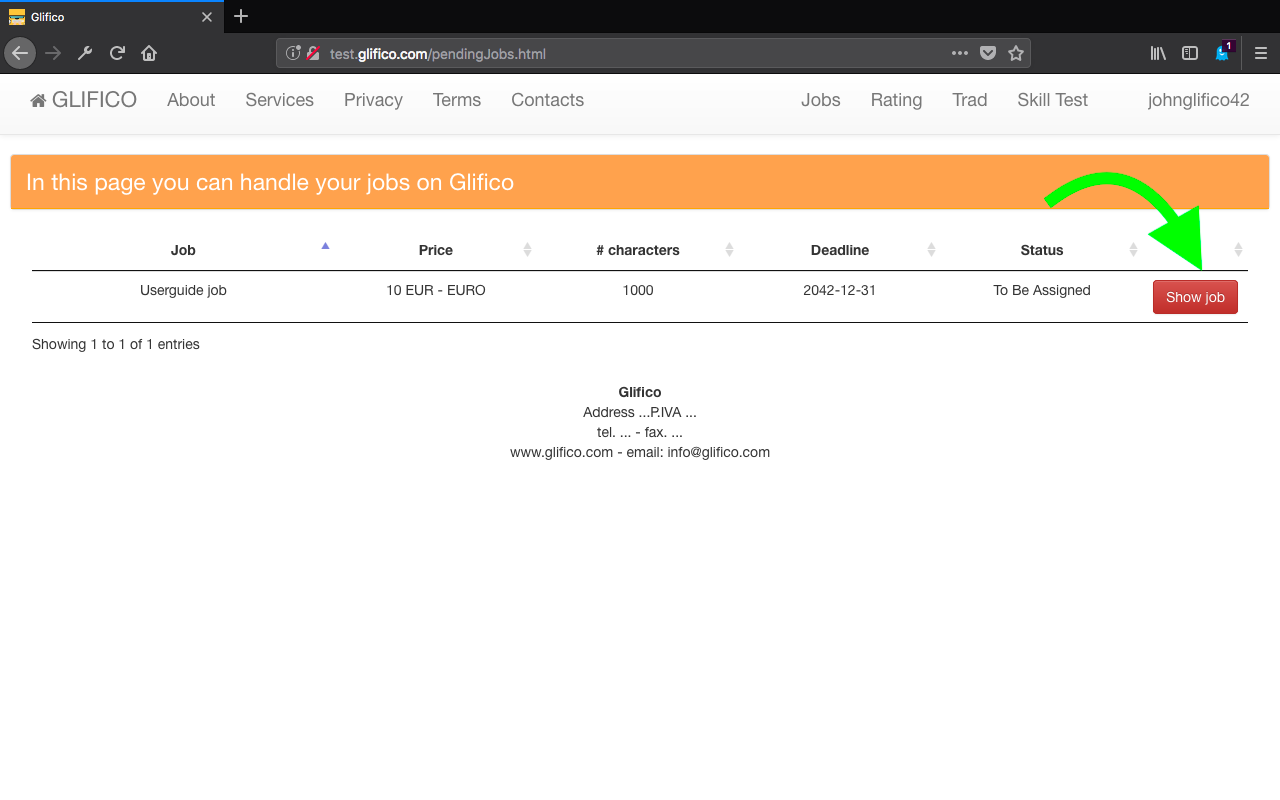 Glifico
test.glifico.com/pendingJobs.html
1
GLIFICO About Services Privacy Terms Contacts Jobs Rating Trad Skill Test johnglifico42
In this page you can handle your jobs on Glifico
Job Price # characters Deadline Status
Userguide job 10 EUR - EURO 1000 2042-12-31 To Be Assigned Show job
Showing 1 to 1 of 1 entries
Glifico
Address ...P.IVA ...
tel. ... - fax. ...
www.glifico.com - email: info@glifico.com